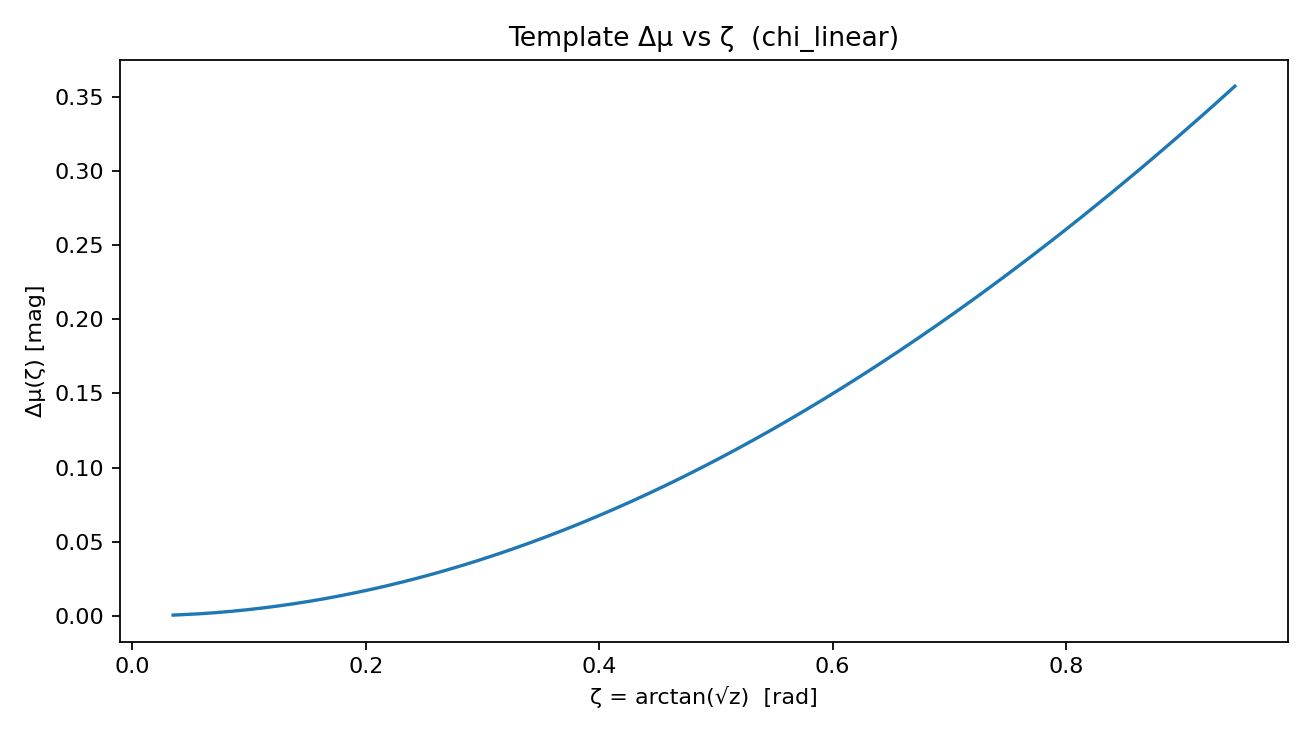 Template Δμ vs ζ  (chi_linear)
Δμ(ζ) [mag]
0.35
0.30
0.25
0.20
0.15
0.10
0.05
0.00
0.0 0.2 0.4 0.6 0.8
ζ = arctan(√z)  [rad]